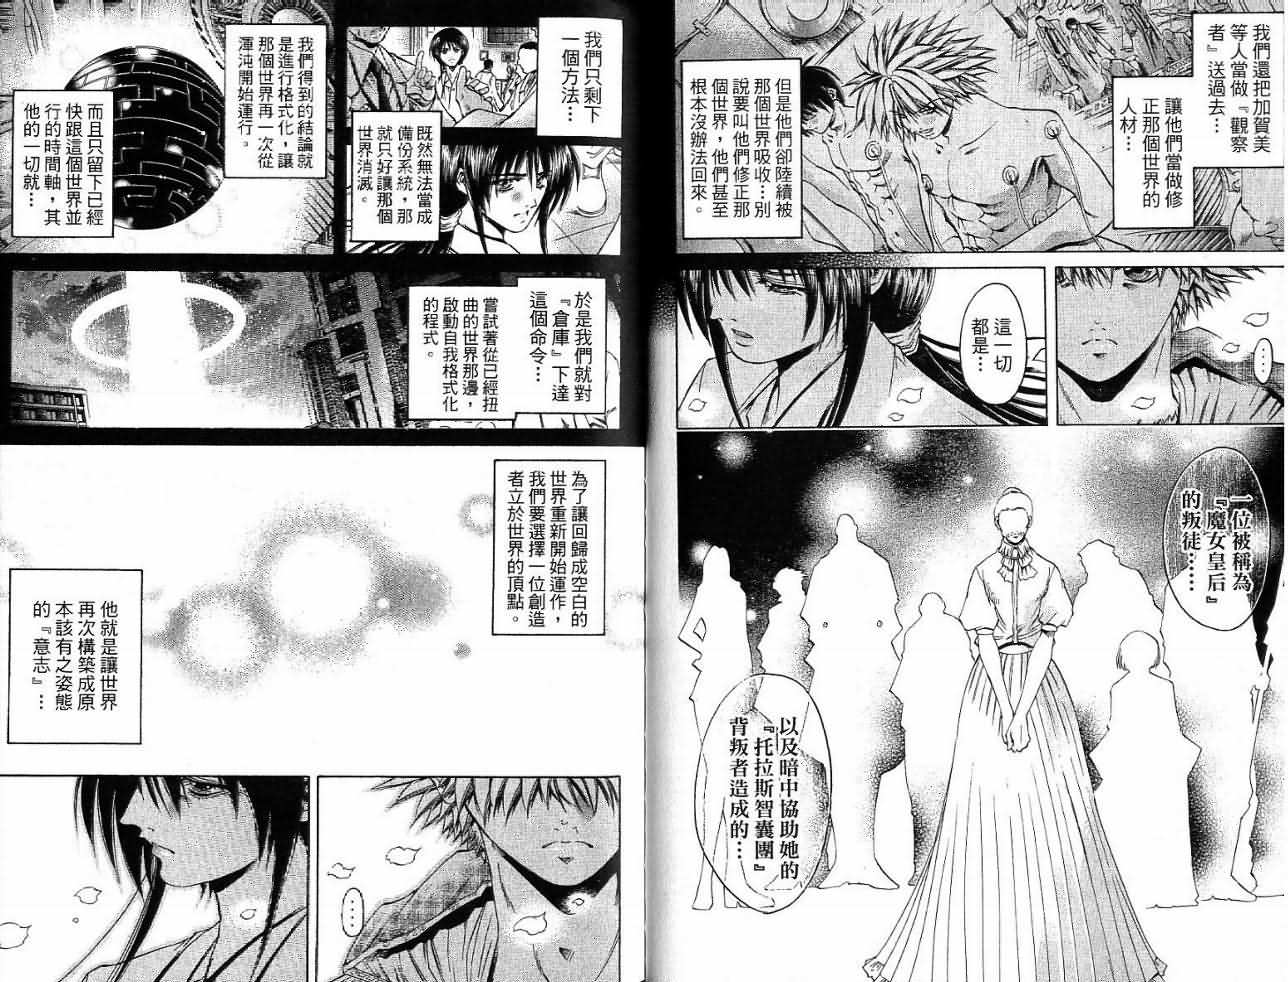 我們還把加賀美
等人當做『觀察
者』送過去…
讓他們當做修
正那個世界的
人材…
但是他們卻陸續被
那個世界吸收…別
說要叫他們修正那
個世界，他們甚至
根本沒辦法回來。
…
這一切
都是…
一位被稱為
『魔女皇后』
的叛徒……
以及暗中協助她的
『托拉斯智囊團』
背叛者造成的…
我們只剩下
一個方法…
既然無法當成
備份系統，那
就只好讓那個
世界消滅。
我們得到的結論就
是進行格式化，讓
那個世界再一次從
渾沌開始運行。
而且只留下已經
快跟這個世界並
行的時間軸，其
他的一切就…
於是我們就對
『倉庫』下達
這個命令…
嘗試著從已經扭
曲的世界那邊，
啟動自我格式化
的程式。
為了讓回歸成空白的
世界重新開始運作，
我們要選擇一位創造
者立於世界的頂點。
他就是讓世界
再次構築成原
本該有之姿態
的『意志』…
…